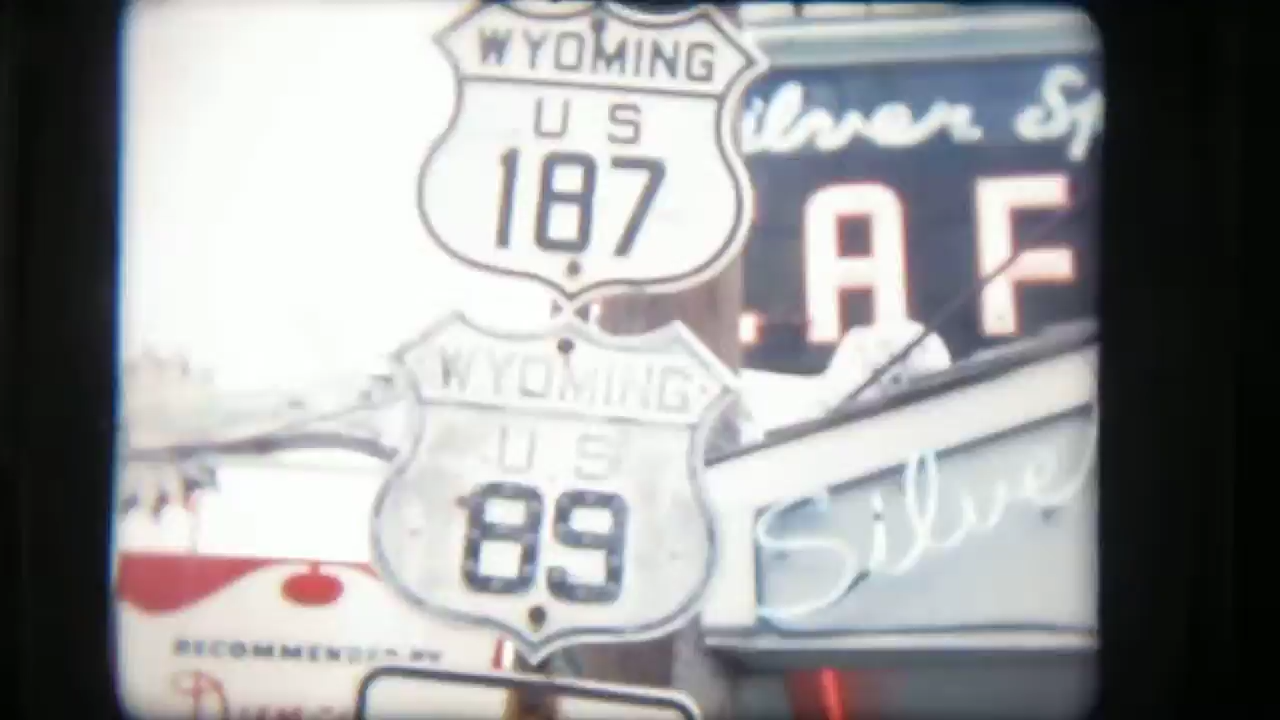 WYOMING
U S
187
ilver Sp
AF
WYOMING
U S
89
Silve
RECOMMENDED BY